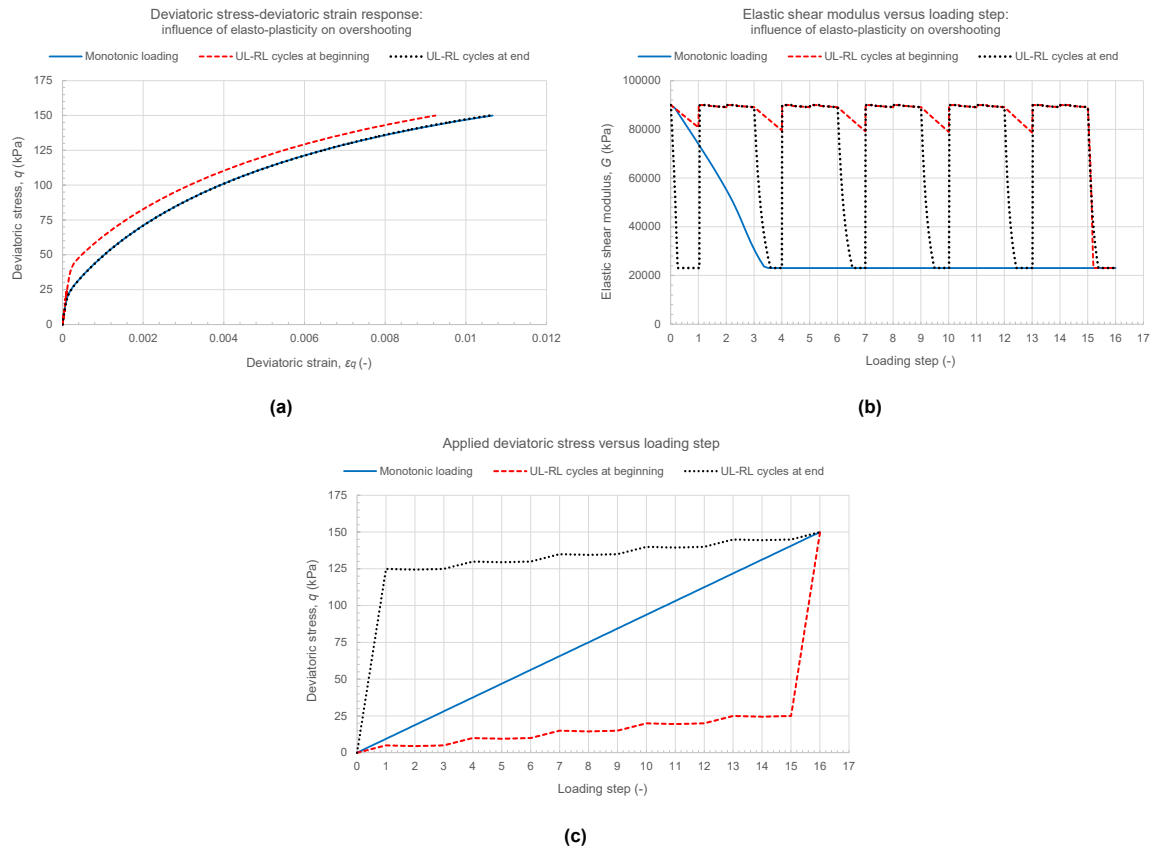 Deviatoric stress-deviatoric strain response:
influence of elasto-plasticity on overshooting
Monotonic loading UL-RL cycles at beginning UL-RL cycles at end
175
150
125
100
75
50
25
0
Deviatoric stress, q (kPa)
0 0.002 0.004 0.006 0.008 0.01 0.012
Deviatoric strain, εq (-)
(a)
Elastic shear modulus versus loading step:
influence of elasto-plasticity on overshooting
Monotonic loading UL-RL cycles at beginning UL-RL cycles at end
100000
80000
60000
40000
20000
0
Elastic shear modulus, G (kPa)
0 1 2 3 4 5 6 7 8 9 10 11 12 13 14 15 16 17
Loading step (-)
(b)
Applied deviatoric stress versus loading step
Monotonic loading UL-RL cycles at beginning UL-RL cycles at end
175
150
125
100
75
50
25
0
Deviatoric stress, q (kPa)
0 1 2 3 4 5 6 7 8 9 10 11 12 13 14 15 16 17
Loading step (-)
(c)